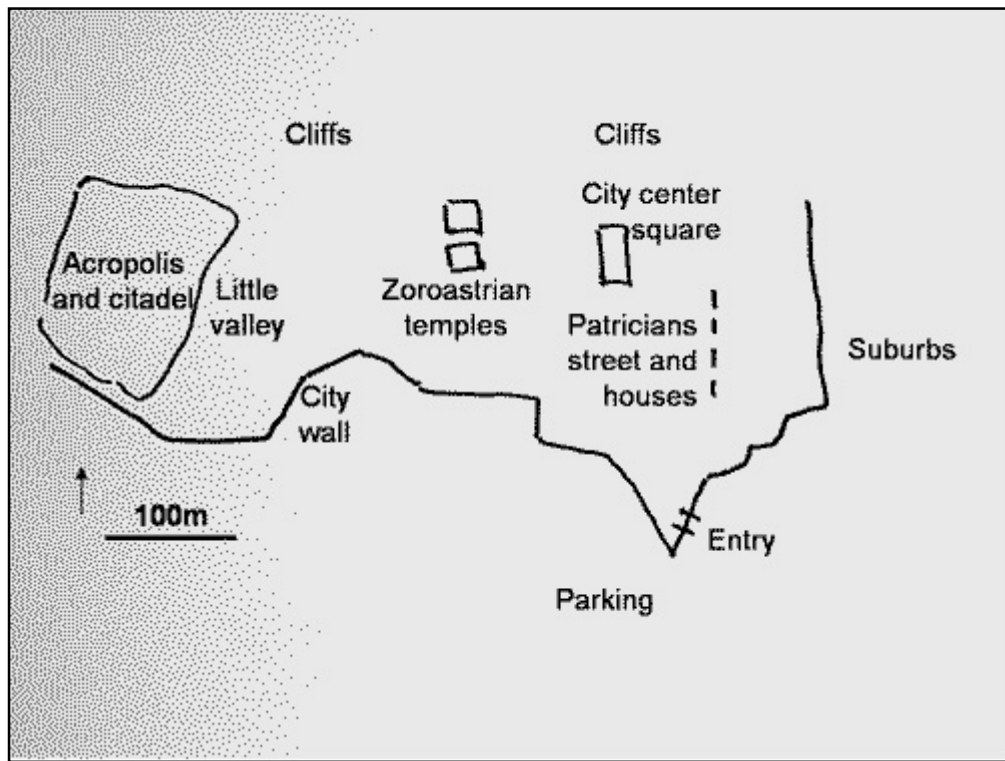 Cliffs
Cliffs
City center
square
Acropolis
and citadel
Little
valley
Zoroastrian
temples
Patricians
street and
houses
Suburbs
City
wall
100m
Entry
Parking